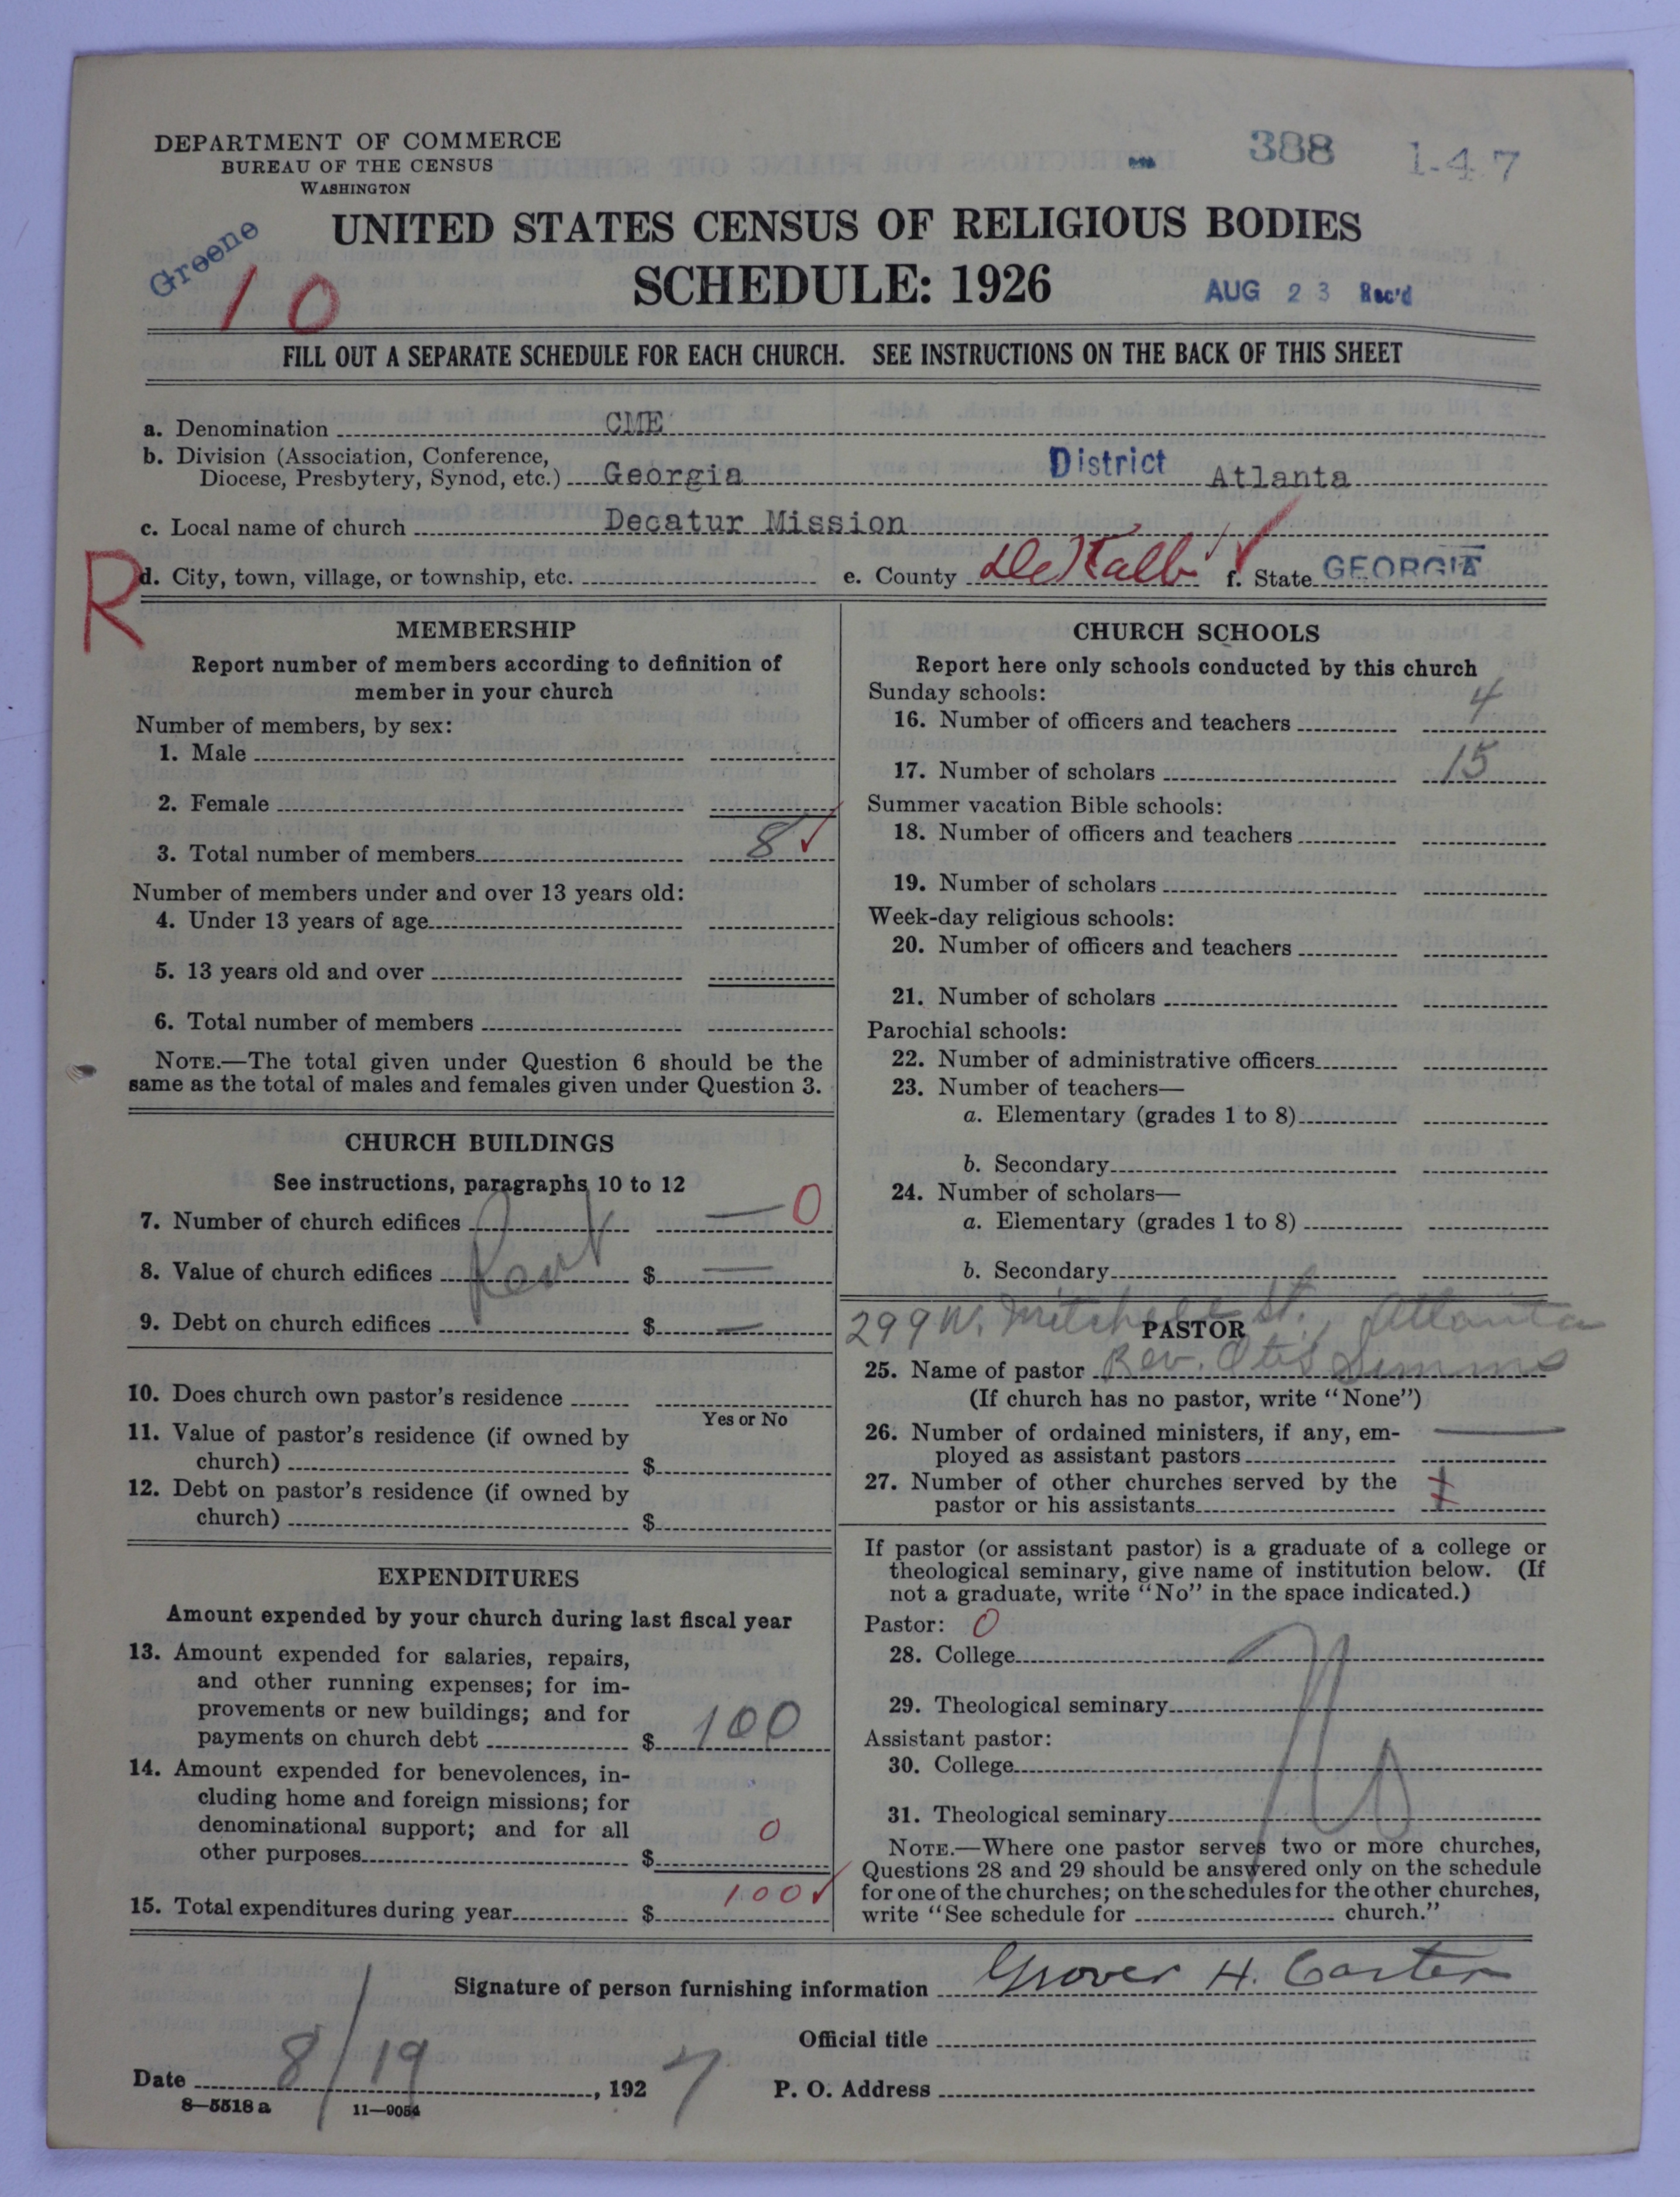 DEPARTMENT OF COMMERCE
BUREAU OF THE CENSUS
WASHINGTON
388 1-47
Greene
10
UNITED STATES CENSUS OF RELIGIOUS BODIES
SCHEDULE: 1926
AUG 23 Rec'd
FILL OUT A SEPARATE SCHEDULE FOR EACH CHURCH. SEE INSTRUCTIONS ON THE BACK OF THIS SHEET
a. Denomination CME
b. Division (Association, Conference,
Diocese, Presbytery, Synod, etc.) Georgia District Atlanta
c. Local name of church Decatur Mission
R
d. City, town, village, or township, etc. e. County DeKalb f. State GEORGIA
MEMBERSHIP
Report number of members according to definition of
member in your church
Number of members, by sex:
1. Male
2. Female
3. Total number of members 8 ✓
Number of members under and over 13 years old:
4. Under 13 years of age
5. 13 years old and over
6. Total number of members
NOTE.—The total given under Question 6 should be the
same as the total of males and females given under Question 3.
CHURCH BUILDINGS
See instructions, paragraphs 10 to 12
7. Number of church edifices — 0
Rent
8. Value of church edifices $ —
9. Debt on church edifices $ —
10. Does church own pastor's residence
Yes or No
11. Value of pastor's residence (if owned by
church) $
12. Debt on pastor's residence (if owned by
church) $
EXPENDITURES
Amount expended by your church during last fiscal year
13. Amount expended for salaries, repairs,
and other running expenses; for im-
provements or new buildings; and for
payments on church debt $ 100
14. Amount expended for benevolences, in-
cluding home and foreign missions; for
denominational support; and for all
other purposes $ 0
15. Total expenditures during year $ 100 ✓
CHURCH SCHOOLS
Report here only schools conducted by this church
Sunday schools:
16. Number of officers and teachers 4
17. Number of scholars 15
Summer vacation Bible schools:
18. Number of officers and teachers
19. Number of scholars
Week-day religious schools:
20. Number of officers and teachers
21. Number of scholars
Parochial schools:
22. Number of administrative officers
23. Number of teachers—
a. Elementary (grades 1 to 8)
b. Secondary
24. Number of scholars—
a. Elementary (grades 1 to 8)
b. Secondary
299 W. Mitchell St., Atlanta
PASTOR
25. Name of pastor Rev. Otis Simms
(If church has no pastor, write "None")
26. Number of ordained ministers, if any, em-
ployed as assistant pastors —
27. Number of other churches served by the
pastor or his assistants
If pastor (or assistant pastor) is a graduate of a college or
theological seminary, give name of institution below. (If
not a graduate, write "No" in the space indicated.)
Pastor: 0
28. College
29. Theological seminary
Assistant pastor:
30. College
31. Theological seminary
No
NOTE.—Where one pastor serves two or more churches,
Questions 28 and 29 should be answered only on the schedule
for one of the churches; on the schedules for the other churches,
write "See schedule for church."
Signature of person furnishing information Grover H. Carter
Official title
Date 8/19, 1927 P. O. Address
8—5518 a 11—9054